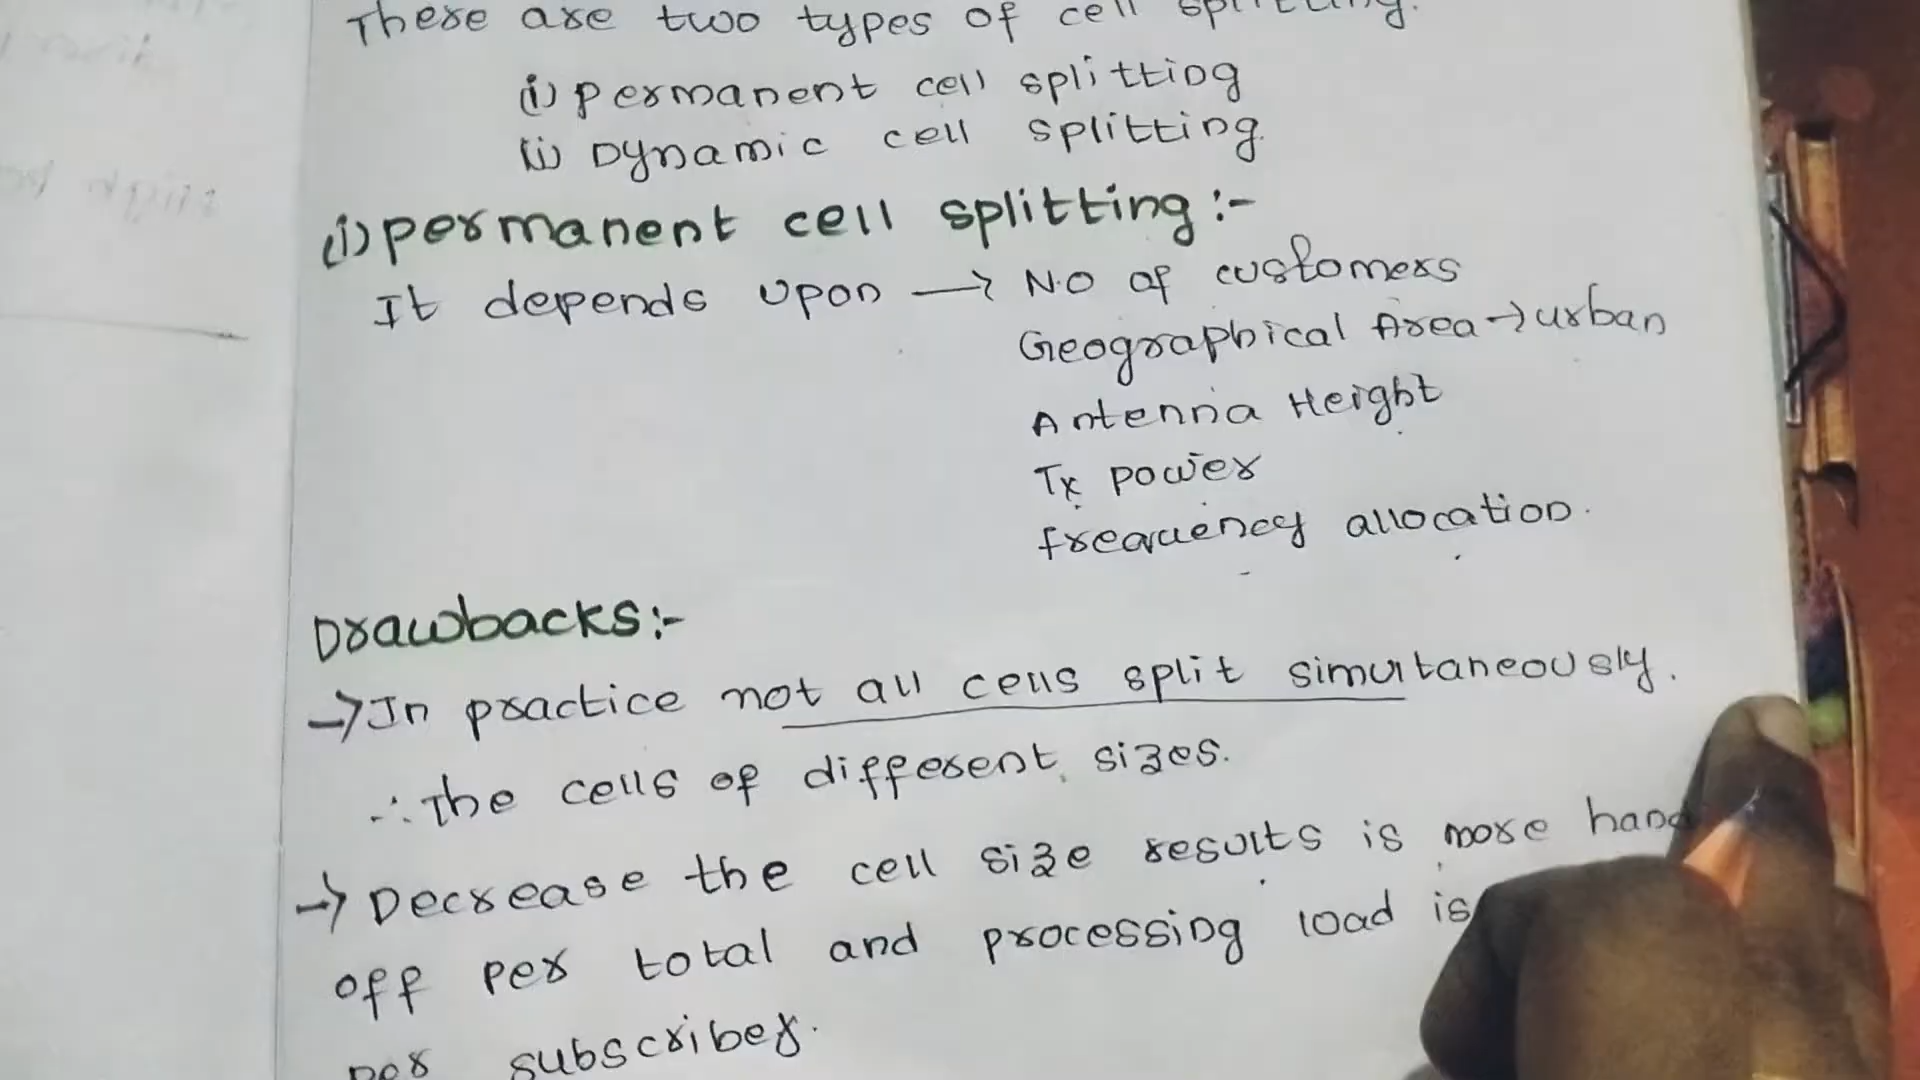 These are two types of cell splitting.
(i) permanent cell splitting
(ii) Dynamic cell splitting.
(i) permanent cell splitting :-
It depends upon → N.O of customers
Geographical Area → urban
Antenna Height
Tx power
frequency allocation.
Drawbacks:-
→ In practice not all cells split simultaneously.
∴ the cells of different sizes.
→ Decrease the cell size results is more hand
off per total and processing load is
per subscriber.